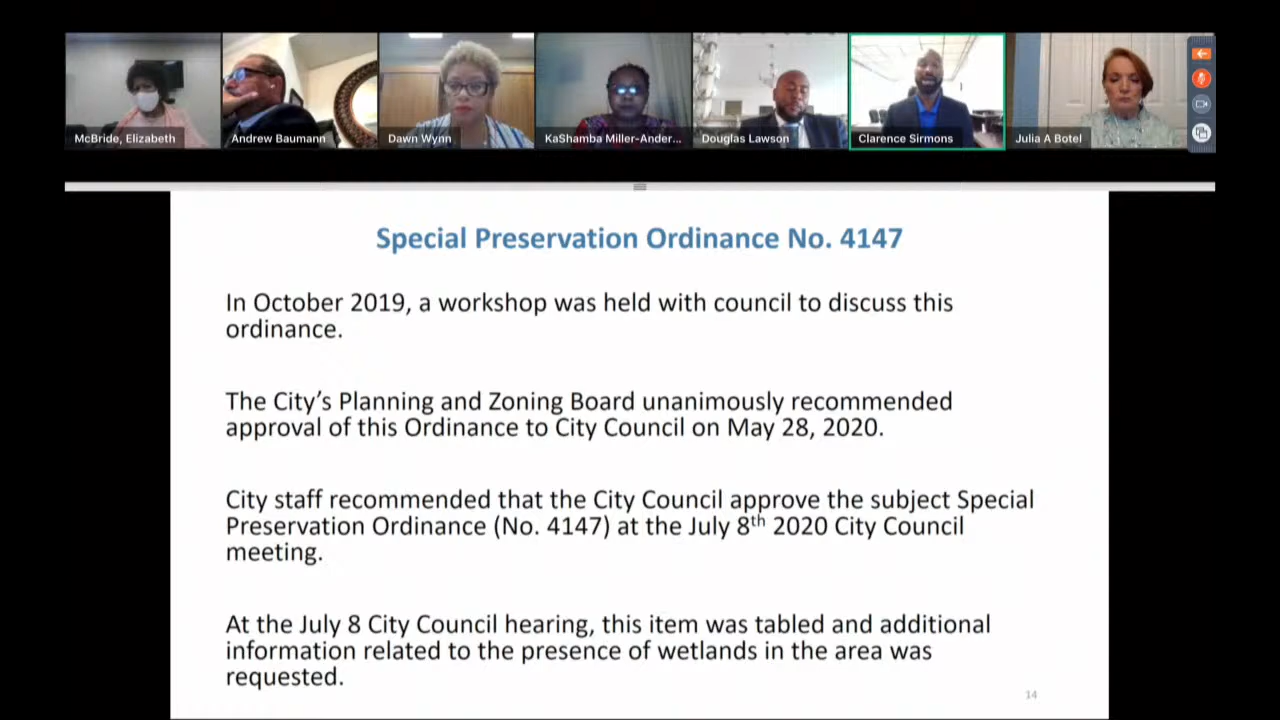 McBride, Elizabeth
Andrew Baumann
Dawn Wynn
KaShamba Miller-Ander...
Douglas Lawson
Clarence Sirmons
Julia A Botel
Special Preservation Ordinance No. 4147
In October 2019, a workshop was held with council to discuss this
ordinance.
The City’s Planning and Zoning Board unanimously recommended
approval of this Ordinance to City Council on May 28, 2020.
City staff recommended that the City Council approve the subject Special
Preservation Ordinance (No. 4147) at the July 8th 2020 City Council
meeting.
At the July 8 City Council hearing, this item was tabled and additional
information related to the presence of wetlands in the area was
requested.
14